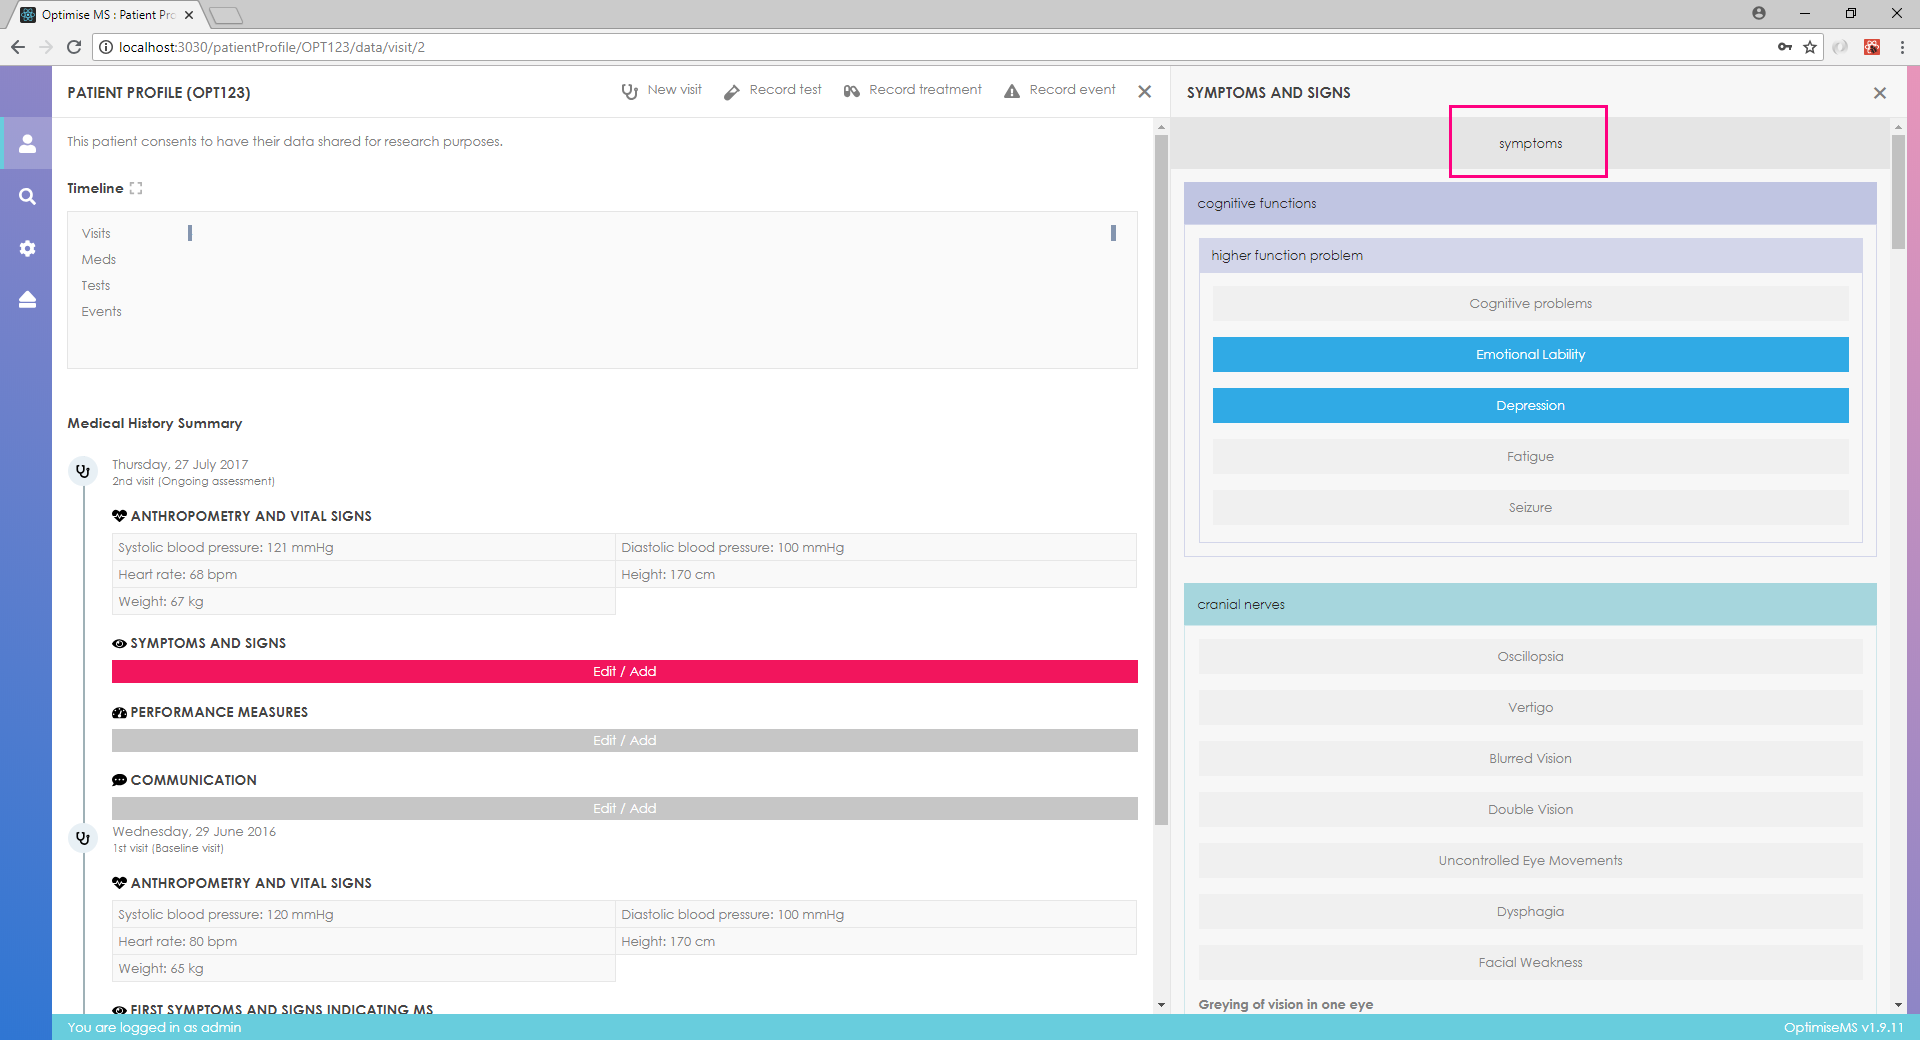 Optimise MS : Patient Pro
localhost:3030/patientProfile/OPT123/data/visit/2
PATIENT PROFILE (OPT123)
New visit
Record test
Record treatment
Record event
This patient consents to have their data shared for research purposes.
Timeline
Visits
Meds
Tests
Events
Medical History Summary
Thursday, 27 July 2017
2nd visit (Ongoing assessment)
ANTHROPOMETRY AND VITAL SIGNS
Systolic blood pressure: 121 mmHg
Diastolic blood pressure: 100 mmHg
Heart rate: 68 bpm
Height: 170 cm
Weight: 67 kg
SYMPTOMS AND SIGNS
Edit / Add
PERFORMANCE MEASURES
Edit / Add
COMMUNICATION
Edit / Add
Wednesday, 29 June 2016
1st visit (Baseline visit)
ANTHROPOMETRY AND VITAL SIGNS
Systolic blood pressure: 120 mmHg
Diastolic blood pressure: 100 mmHg
Heart rate: 80 bpm
Height: 170 cm
Weight: 65 kg
FIRST SYMPTOMS AND SIGNS INDICATING MS
SYMPTOMS AND SIGNS
symptoms
cognitive functions
higher function problem
Cognitive problems
Emotional Lability
Depression
Fatigue
Seizure
cranial nerves
Oscillopsia
Vertigo
Blurred Vision
Double Vision
Uncontrolled Eye Movements
Dysphagia
Facial Weakness
Greying of vision in one eye
You are logged in as admin
OptimiseMS v1.9.11